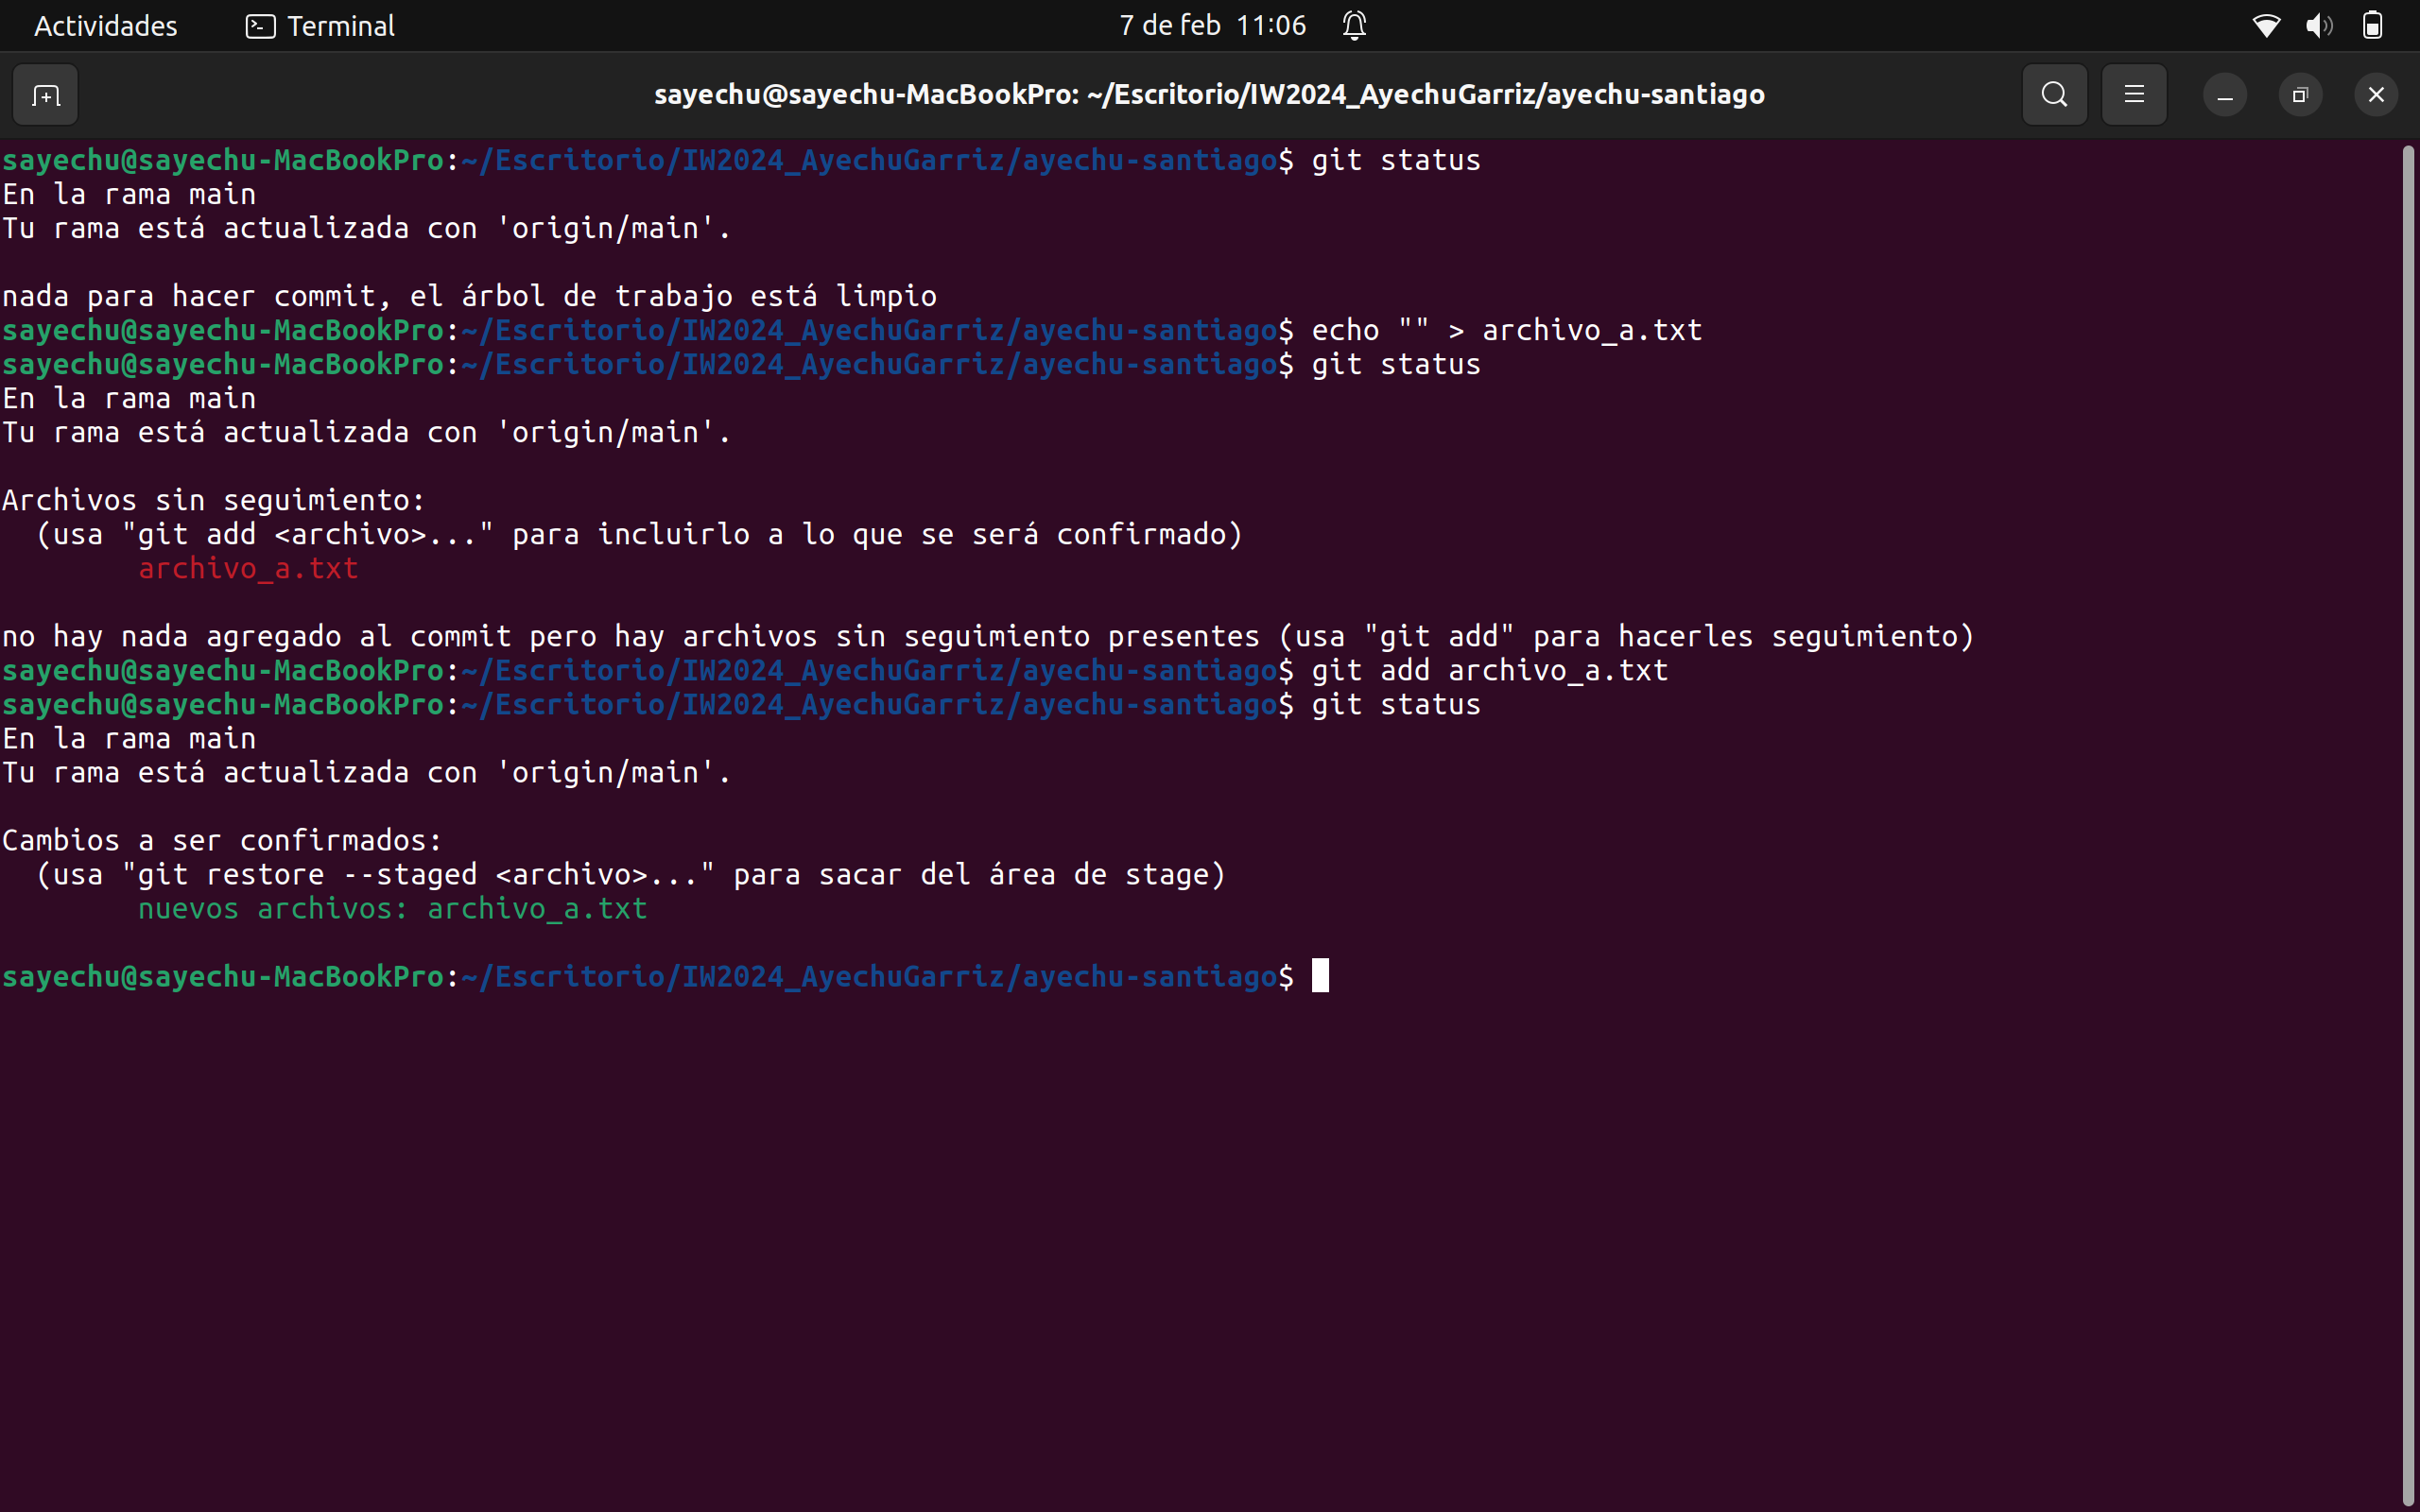 Actividades Terminal 7 de feb 11:06
sayechu@sayechu-MacBookPro: ~/Escritorio/IW2024_AyechuGarriz/ayechu-santiago
sayechu@sayechu-MacBookPro:~/Escritorio/IW2024_AyechuGarriz/ayechu-santiago$ git status
En la rama main
Tu rama está actualizada con 'origin/main'.
nada para hacer commit, el árbol de trabajo está limpio
sayechu@sayechu-MacBookPro:~/Escritorio/IW2024_AyechuGarriz/ayechu-santiago$ echo "" > archivo_a.txt
sayechu@sayechu-MacBookPro:~/Escritorio/IW2024_AyechuGarriz/ayechu-santiago$ git status
En la rama main
Tu rama está actualizada con 'origin/main'.
Archivos sin seguimiento:
  (usa "git add <archivo>..." para incluirlo a lo que se será confirmado)
        archivo_a.txt
no hay nada agregado al commit pero hay archivos sin seguimiento presentes (usa "git add" para hacerles seguimiento)
sayechu@sayechu-MacBookPro:~/Escritorio/IW2024_AyechuGarriz/ayechu-santiago$ git add archivo_a.txt
sayechu@sayechu-MacBookPro:~/Escritorio/IW2024_AyechuGarriz/ayechu-santiago$ git status
En la rama main
Tu rama está actualizada con 'origin/main'.
Cambios a ser confirmados:
  (usa "git restore --staged <archivo>..." para sacar del área de stage)
        nuevos archivos: archivo_a.txt
sayechu@sayechu-MacBookPro:~/Escritorio/IW2024_AyechuGarriz/ayechu-santiago$